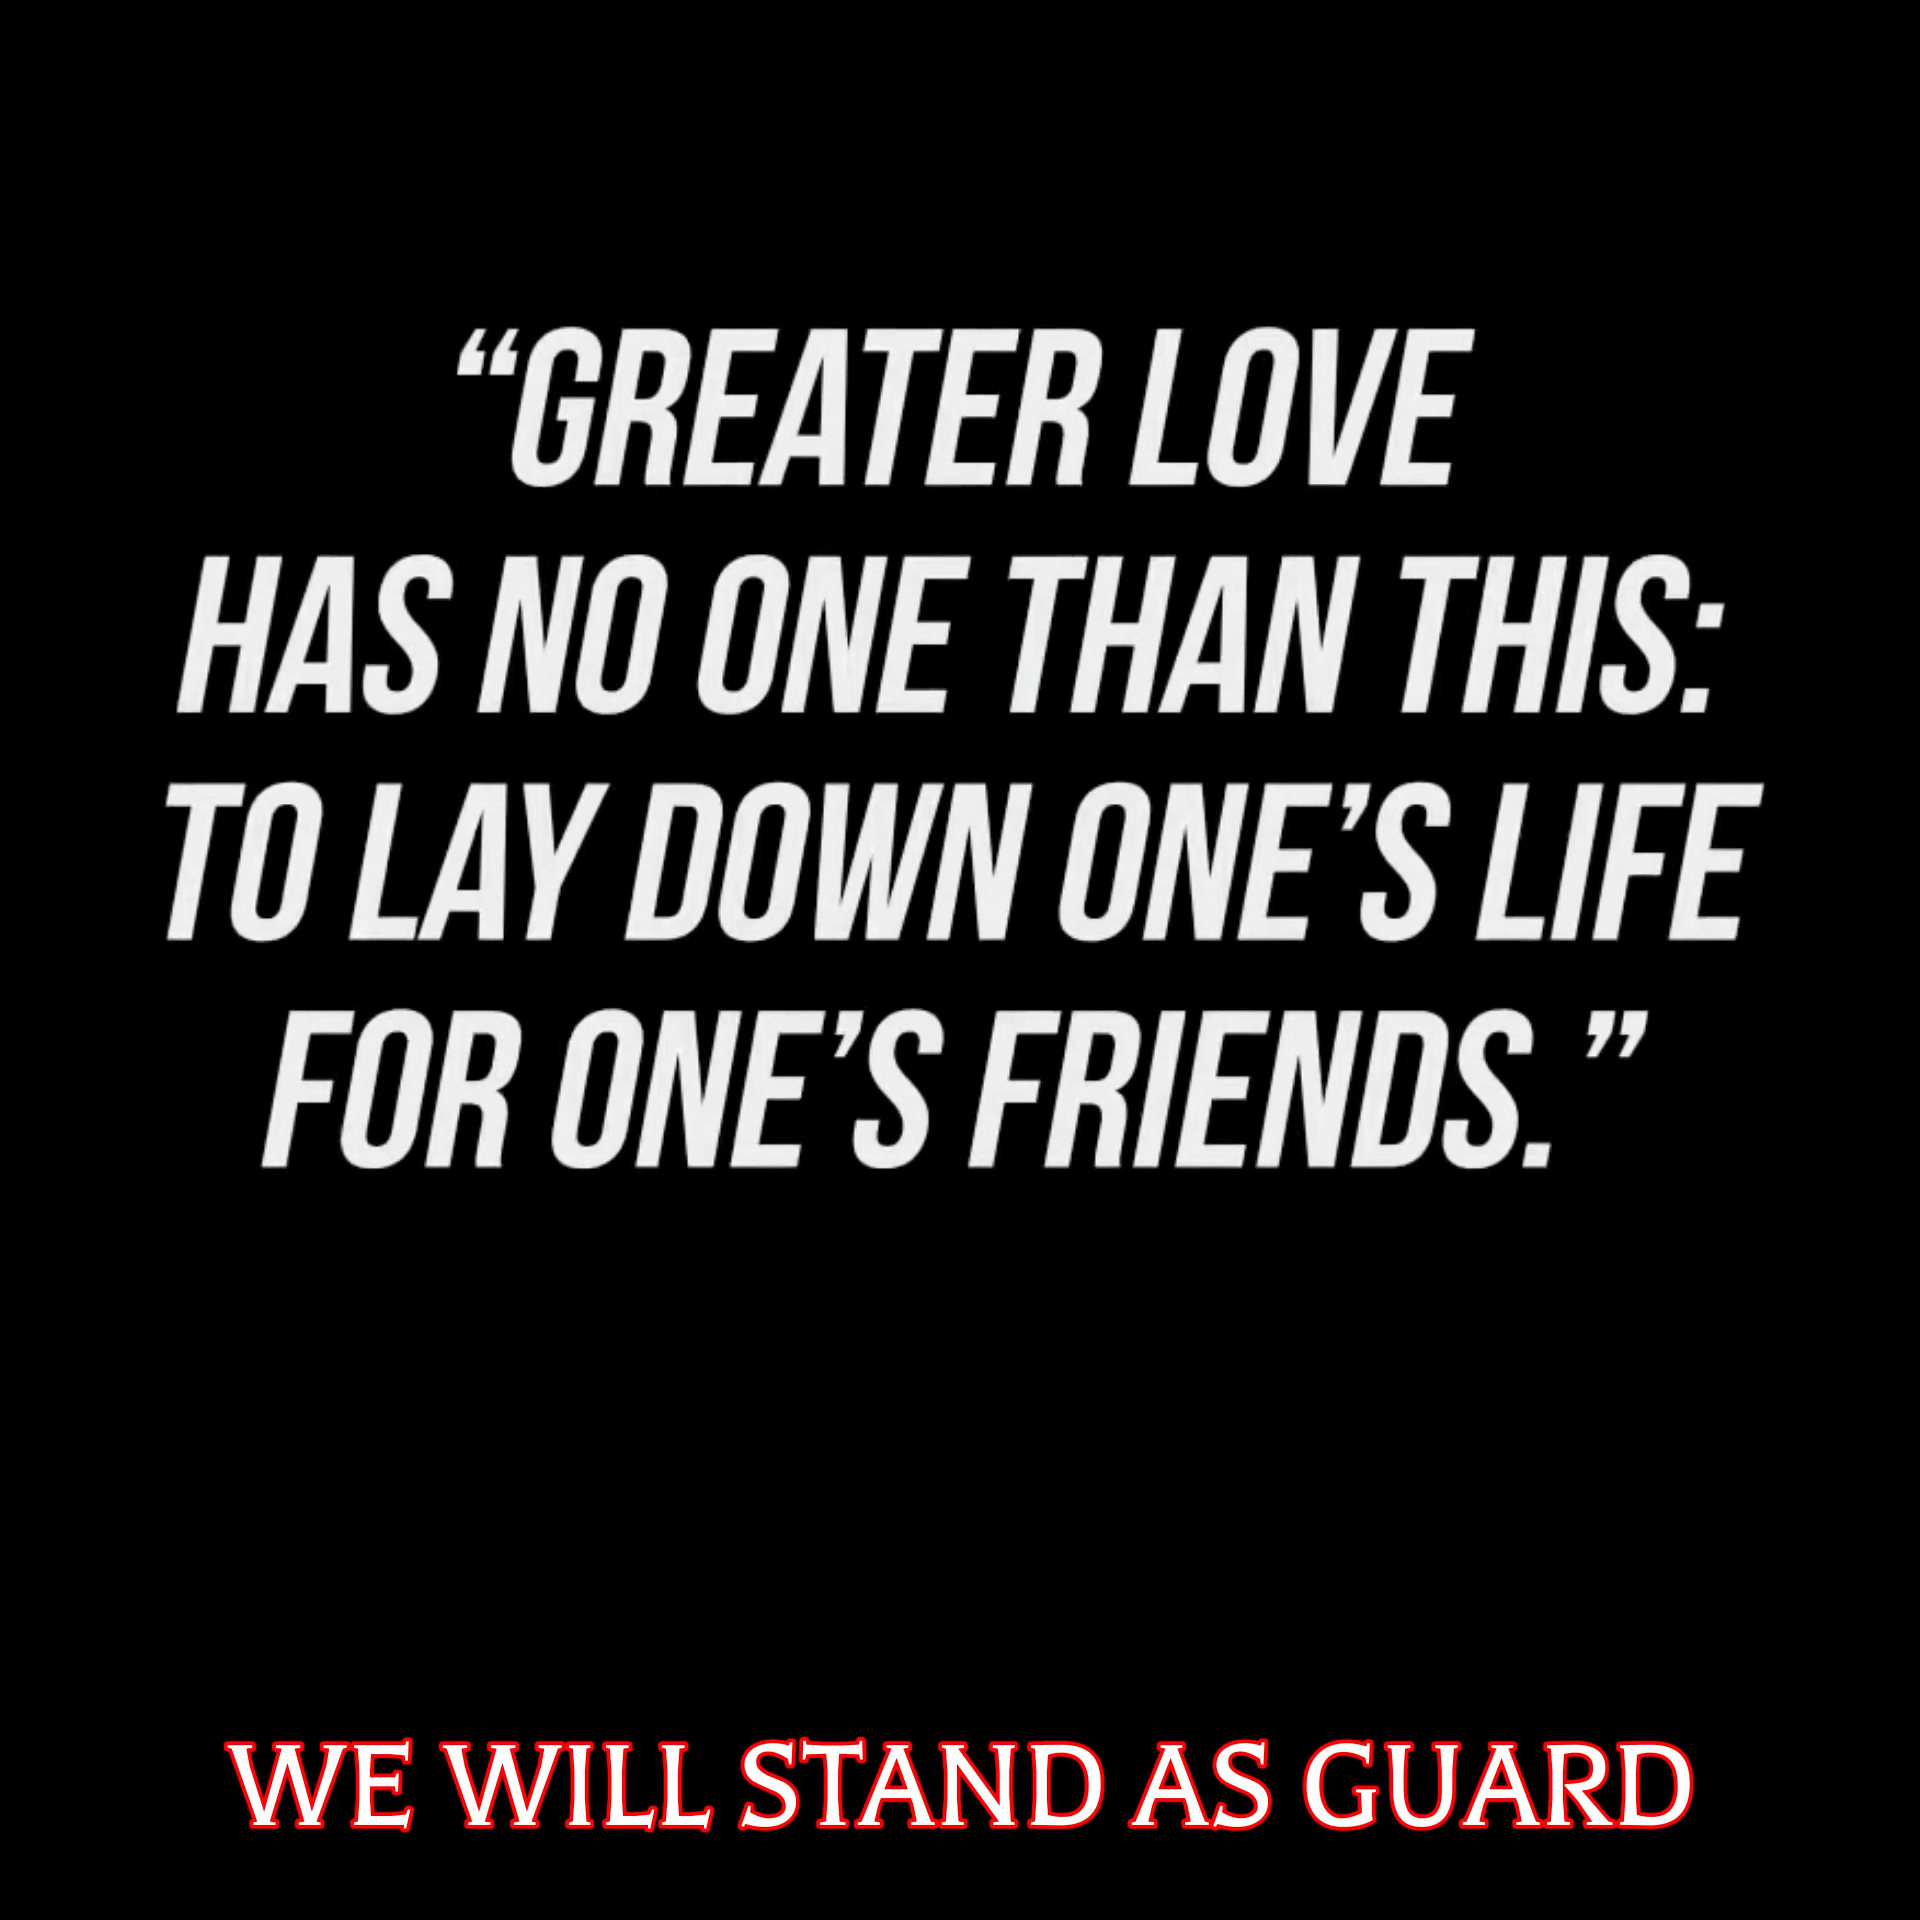 “GREATER LOVE
HAS NO ONE THAN THIS:
TO LAY DOWN ONE’S LIFE
FOR ONE’S FRIENDS.”
WE WILL STAND AS GUARD